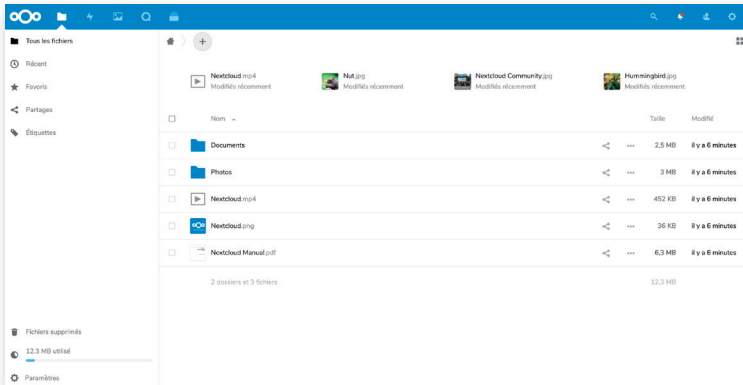 Tous les fichiers
Récent
Favoris
Partages
Étiquettes
Fichiers supprimés
12.3 MB utilisé
Paramètres
+
Nextcloud.mp4
Modifiés récemment
Nut.jpg
Modifiés récemment
Nextcloud Community.jpg
Modifiés récemment
Hummingbird.jpg
Modifiés récemment
Nom Taille Modifié
Documents 2,5 MB il y a 6 minutes
Photos 3 MB il y a 6 minutes
Nextcloud.mp4 452 KB il y a 6 minutes
Nextcloud.png 36 KB il y a 6 minutes
Nextcloud Manual.pdf 6,3 MB il y a 6 minutes
2 dossiers et 3 fichiers 12,3 MB